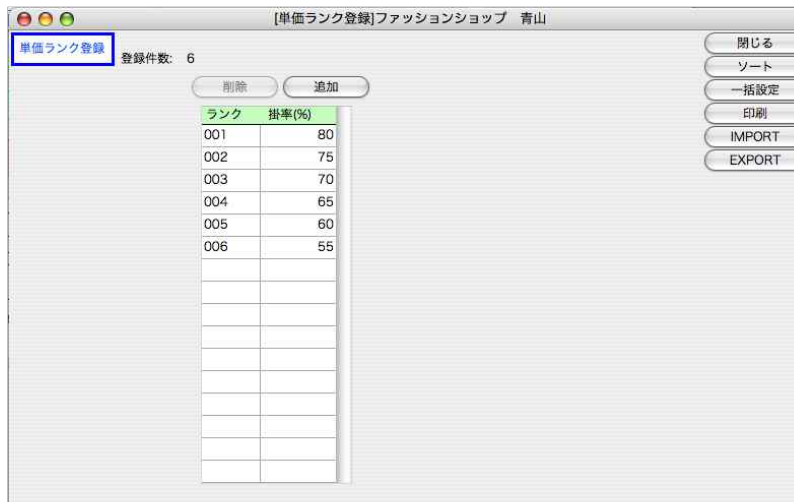 [単価ランク登録]ファッションショップ　青山
単価ランク登録
登録件数: 6
削除
追加
閉じる
ソート
一括設定
印刷
IMPORT
EXPORT
ランク 掛率(%)
001 80
002 75
003 70
004 65
005 60
006 55